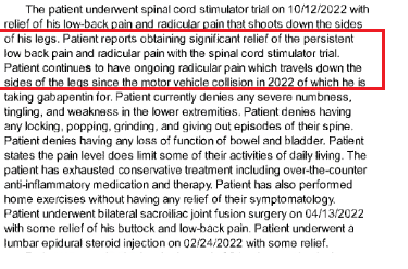 The patient underwent spinal cord stimulator trial on 10/12/2022 with
relief of his low-back pain and radicular pain that shoots down the sides
of his legs. Patient reports obtaining significant relief of the persistent
low back pain and radicular pain with the spinal cord stimulator trial.
Patient continues to have ongoing radicular pain which travels down the
sides of the legs since the motor vehicle collision in 2022 of which he is
taking gabapentin for. Patient currently denies any severe numbness,
tingling, and weakness in the lower extremities. Patient denies having
any locking, popping, grinding, and giving out episodes of their spine.
Patient denies having any loss of function of bowel and bladder. Patient
states the pain level does limit some of their activities of daily living. The
patient has exhausted conservative treatment including over-the-counter
anti-inflammatory medication and therapy. Patient has also performed
home exercises without having any relief of their symptomatology.
Patient underwent bilateral sacroiliac joint fusion surgery on 04/13/2022
with some relief of his buttock and low-back pain. Patient underwent a
lumbar epidural steroid injection on 02/24/2022 with some relief.